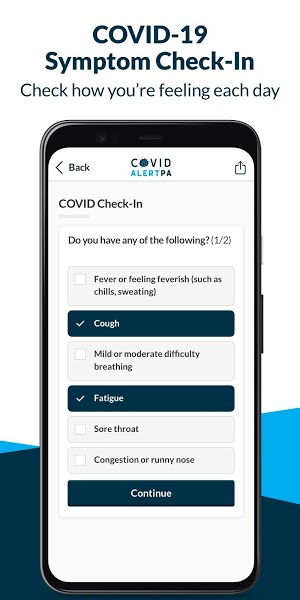 COVID-19
Symptom Check-In
Check how you're feeling each day
Back
COVID
ALERTPA
COVID Check-In
Do you have any of the following? (1/2)
Fever or feeling feverish (such as
chills, sweating)
Cough
Mild or moderate difficulty
breathing
Fatigue
Sore throat
Congestion or runny nose
Continue